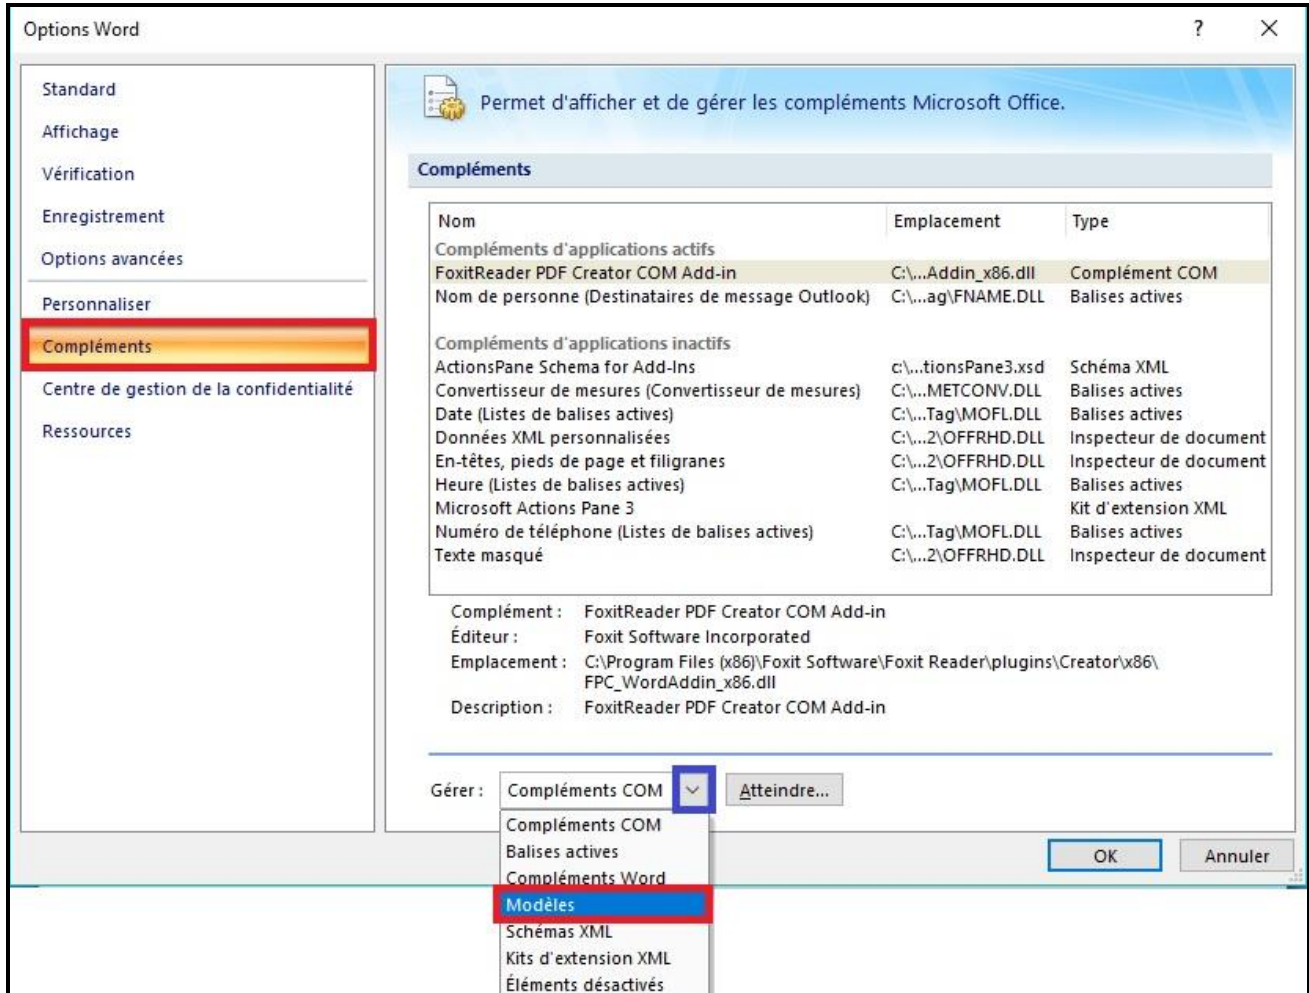 Options Word
?
Standard
Affichage
Vérification
Enregistrement
Options avancées
Personnaliser
Compléments
Centre de gestion de la confidentialité
Ressources
Permet d'afficher et de gérer les compléments Microsoft Office.
Compléments
Nom Emplacement Type
Compléments d'applications actifs
FoxitReader PDF Creator COM Add-in C:\...Addin_x86.dll Complément COM
Nom de personne (Destinataires de message Outlook) C:\...ag\FNAME.DLL Balises actives
Compléments d'applications inactifs
ActionsPane Schema for Add-Ins c:\...tionsPane3.xsd Schéma XML
Convertisseur de mesures (Convertisseur de mesures) C:\...METCONV.DLL Balises actives
Date (Listes de balises actives) C:\...Tag\MOFL.DLL Balises actives
Données XML personnalisées C:\...2\OFFRHD.DLL Inspecteur de document
En-têtes, pieds de page et filigranes C:\...2\OFFRHD.DLL Inspecteur de document
Heure (Listes de balises actives) C:\...Tag\MOFL.DLL Balises actives
Microsoft Actions Pane 3 Kit d'extension XML
Numéro de téléphone (Listes de balises actives) C:\...Tag\MOFL.DLL Balises actives
Texte masqué C:\...2\OFFRHD.DLL Inspecteur de document
Complément : FoxitReader PDF Creator COM Add-in
Éditeur : Foxit Software Incorporated
Emplacement : C:\Program Files (x86)\Foxit Software\Foxit Reader\plugins\Creator\x86\
FPC_WordAddin_x86.dll
Description : FoxitReader PDF Creator COM Add-in
Gérer : Compléments COM Atteindre...
Compléments COM
Balises actives
Compléments Word
Modèles
Schémas XML
Kits d'extension XML
Éléments désactivés
OK Annuler